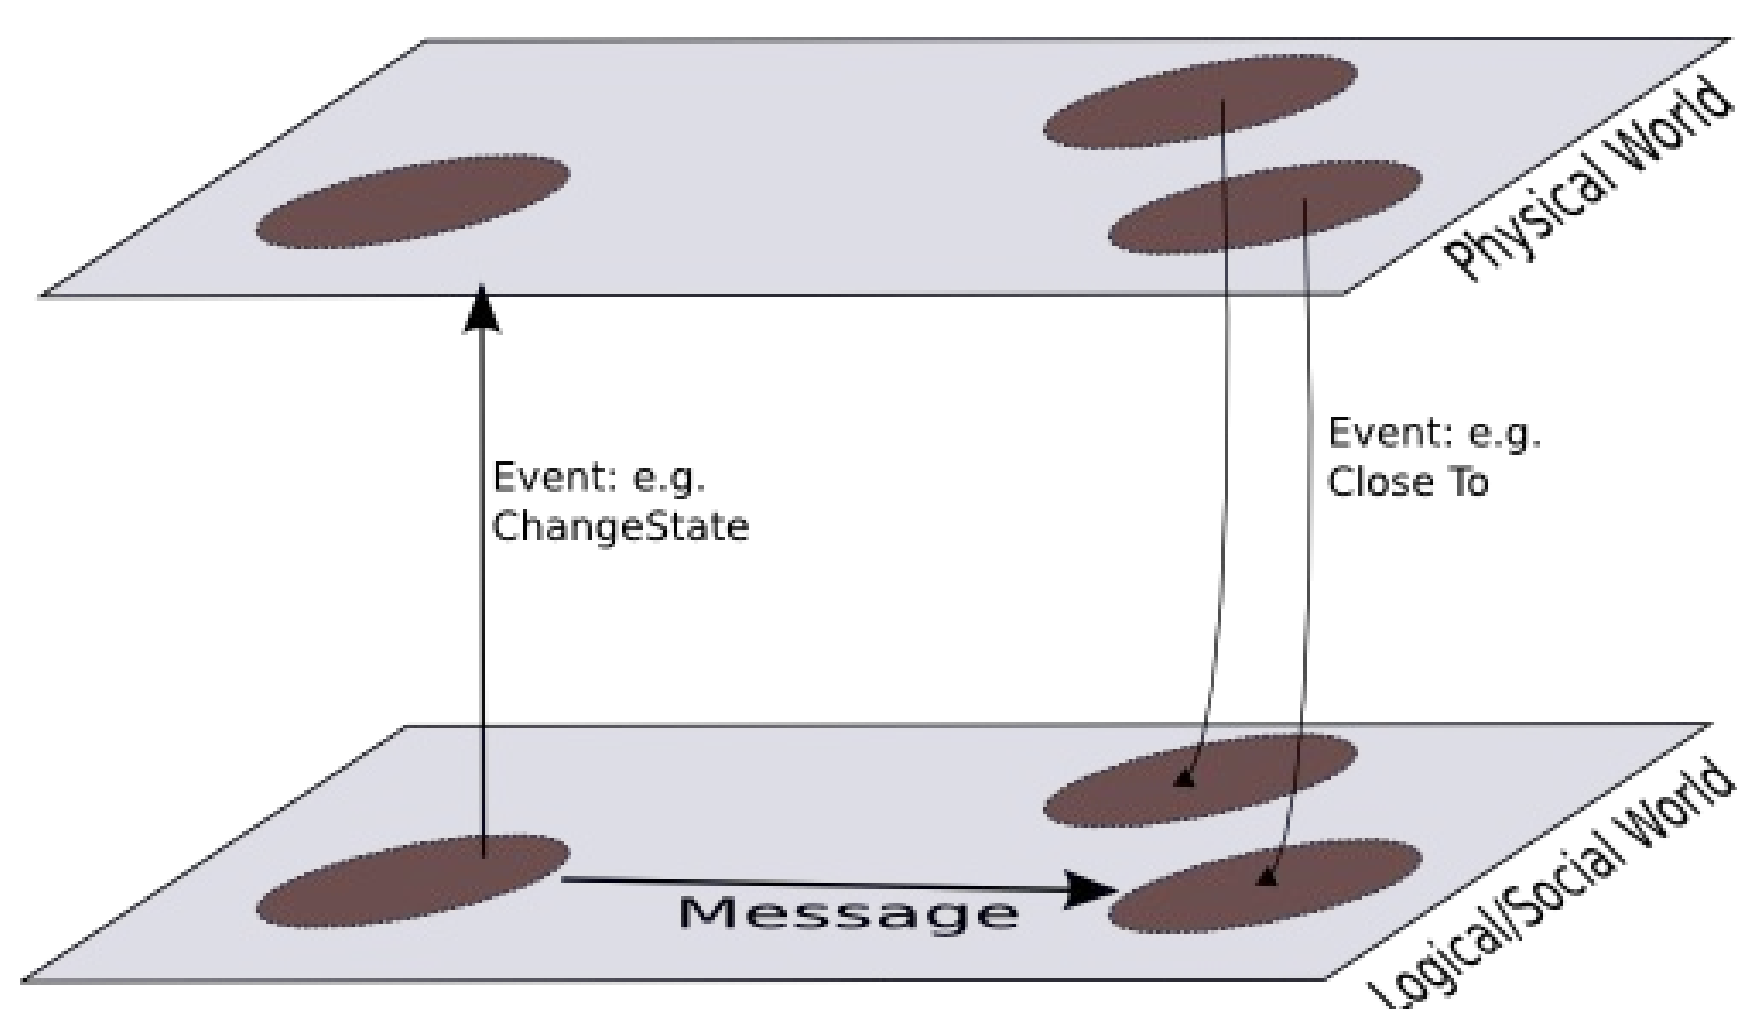 Physical World
Event: e.g.
Close To
Event: e.g.
ChangeState
Message
Logical/Social World